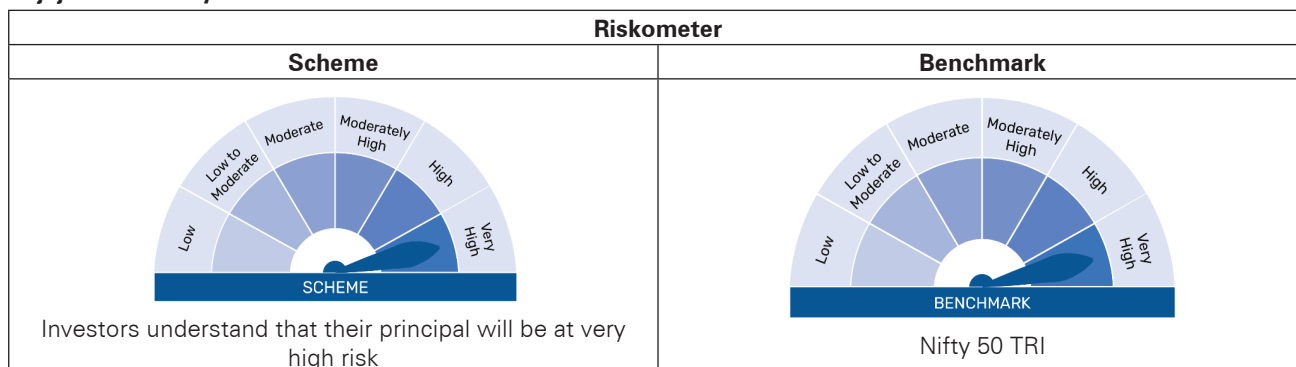 Riskometer
Scheme
Benchmark
Low
Low to
Moderate
Moderate
Moderately
High
High
Very
High
SCHEME
Investors understand that their principal will be at very
high risk
Low
Low to
Moderate
Moderate
Moderately
High
High
Very
High
BENCHMARK
Nifty 50 TRI